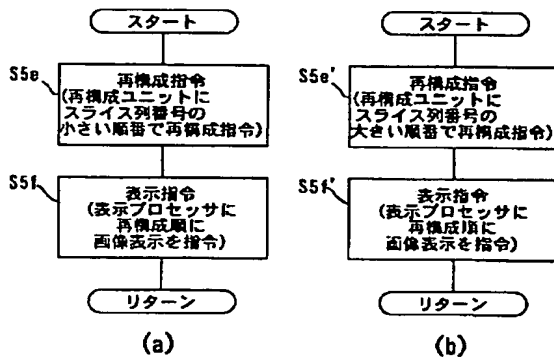 スタート
S5e
再構成指令
(再構成ユニットに
スライス列番号の
小さい順番で再構成指令)
S5f
表示指令
(表示プロセッサに
再構成順に
画像表示を指令)
リターン
(a)
スタート
S5e'
再構成指令
(再構成ユニットに
スライス列番号の
大きい順番で再構成指令)
S5f'
表示指令
(表示プロセッサに
再構成順に
画像表示を指令)
リターン
(b)